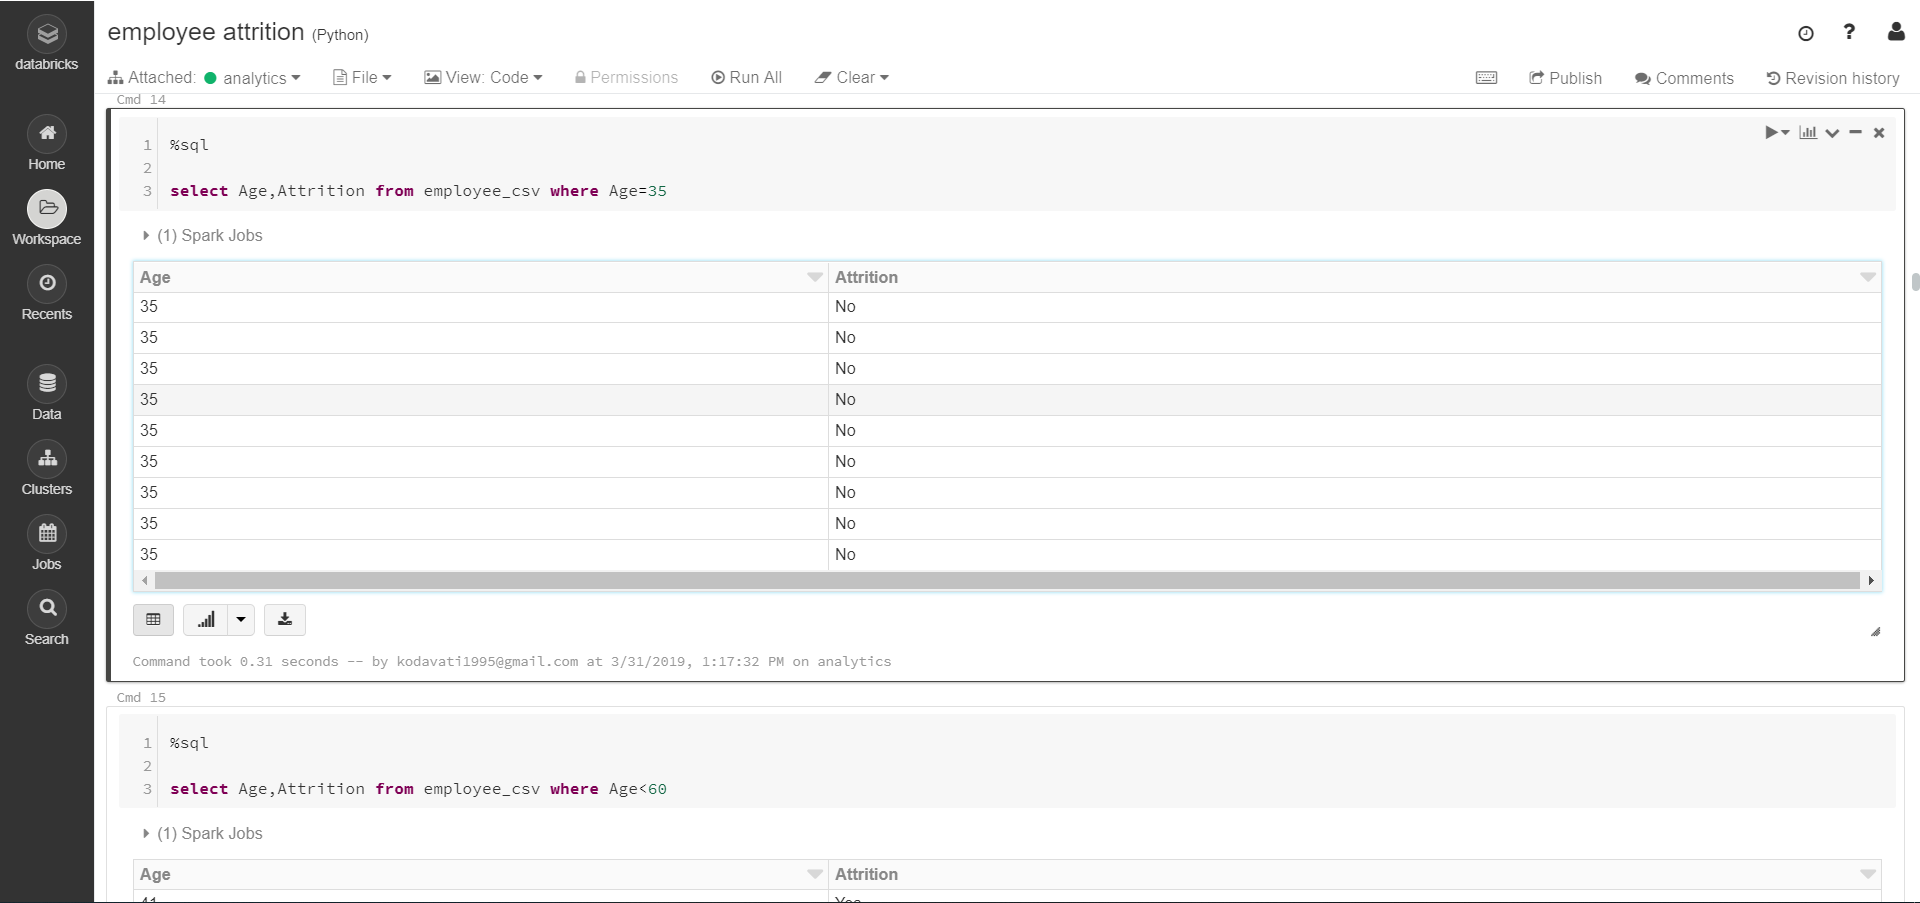 databricks
Home
Workspace
Recents
Data
Clusters
Jobs
Search
employee attrition (Python)
Attached: analytics File View: Code Permissions Run All Clear Publish Comments Revision history
Cmd 14
1 %sql
2
3 select Age,Attrition from employee_csv where Age=35
(1) Spark Jobs
Age Attrition
35 No
35 No
35 No
35 No
35 No
35 No
35 No
35 No
35 No
Command took 0.31 seconds -- by kodavati1995@gmail.com at 3/31/2019, 1:17:32 PM on analytics
Cmd 15
1 %sql
2
3 select Age,Attrition from employee_csv where Age<60
(1) Spark Jobs
Age Attrition
41 Yes